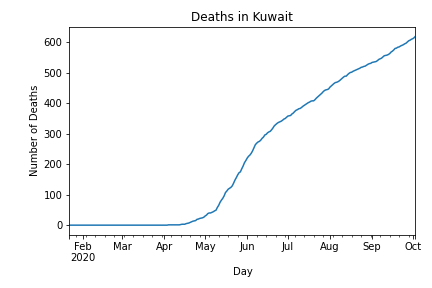 Deaths in Kuwait
600
500
400
300
200
100
0
Number of Deaths
Feb Mar Apr May Jun Jul Aug Sep Oct
2020
Day